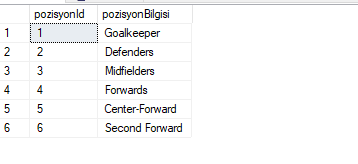 pozisyonId pozisyonBilgisi
1 1 Goalkeeper
2 2 Defenders
3 3 Midfielders
4 4 Forwards
5 5 Center-Forward
6 6 Second Forward